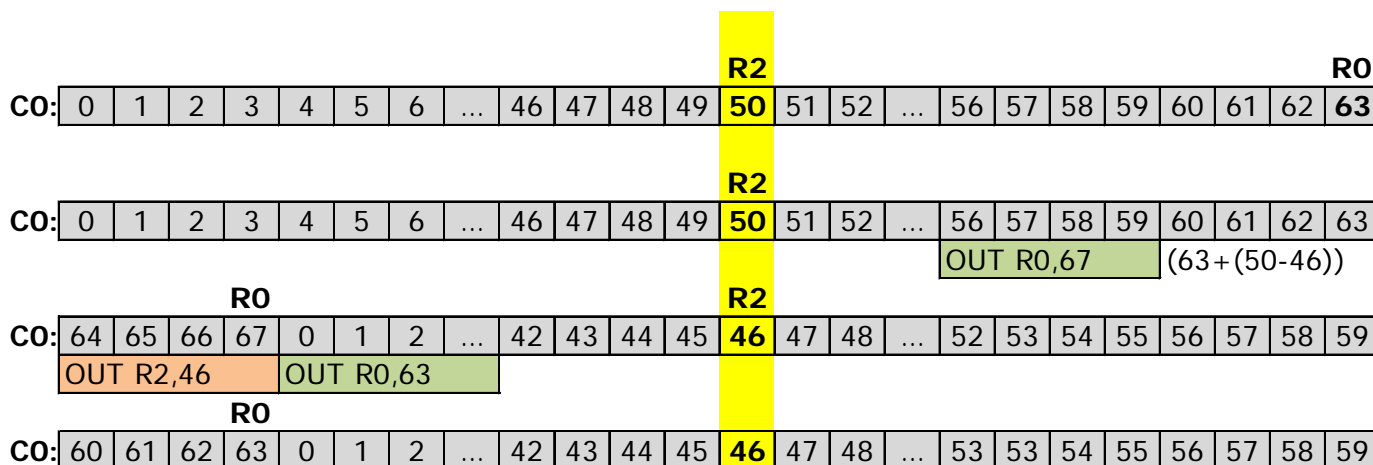 R2 R0
C0: 0 1 2 3 4 5 6 ... 46 47 48 49 50 51 52 ... 56 57 58 59 60 61 62 63
R2
C0: 0 1 2 3 4 5 6 ... 46 47 48 49 50 51 52 ... 56 57 58 59 60 61 62 63
OUT R0,67 (63+(50-46))
R0 R2
C0: 64 65 66 67 0 1 2 ... 42 43 44 45 46 47 48 ... 52 53 54 55 56 57 58 59
OUT R2,46 OUT R0,63
R0
C0: 60 61 62 63 0 1 2 ... 42 43 44 45 46 47 48 ... 53 53 54 55 56 57 58 59